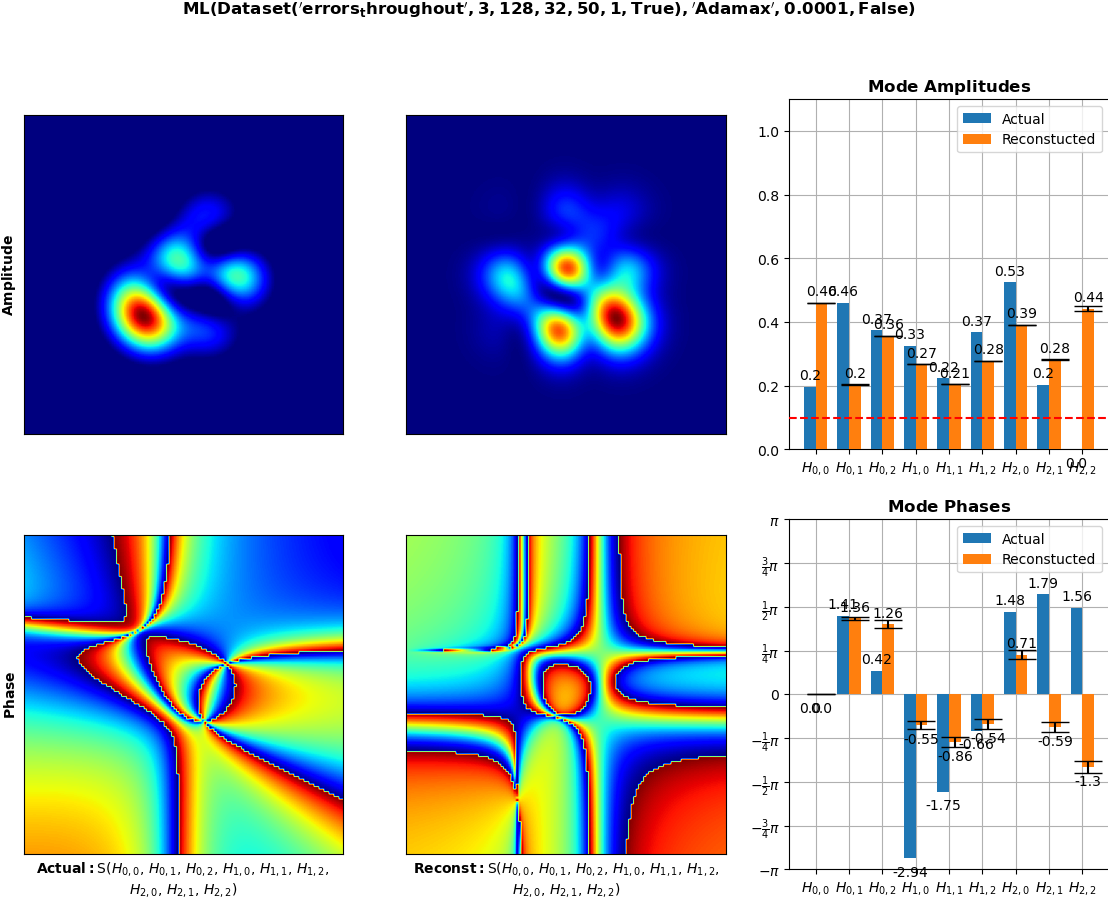 ML(Dataset('errors_throughout', 3, 128, 32, 50, 1, True), 'Adamax', 0.0001, False)
Amplitude
Mode Amplitudes
Actual
Reconstucted
1.0
0.8
0.6
0.4
0.2
0.0
0.2 0.46 0.37 0.33 0.22 0.37 0.53 0.2 0.0
0.46 0.2 0.36 0.27 0.21 0.28 0.39 0.28 0.44
H0,0 H0,1 H0,2 H1,0 H1,1 H1,2 H2,0 H2,1 H2,2
Phase
Mode Phases
Actual
Reconstucted
π
3/4π
1/2π
1/4π
0
−1/4π
−1/2π
−3/4π
−π
0.0 1.41 0.42 -2.94 -1.75 -0.66 1.48 1.79 1.56
0.0 1.36 1.26 -0.55 -0.86 -0.54 0.71 -0.59 -1.3
H0,0 H0,1 H0,2 H1,0 H1,1 H1,2 H2,0 H2,1 H2,2
Actual: S(H0,0, H0,1, H0,2, H1,0, H1,1, H1,2,
H2,0, H2,1, H2,2)
Reconst: S(H0,0, H0,1, H0,2, H1,0, H1,1, H1,2,
H2,0, H2,1, H2,2)